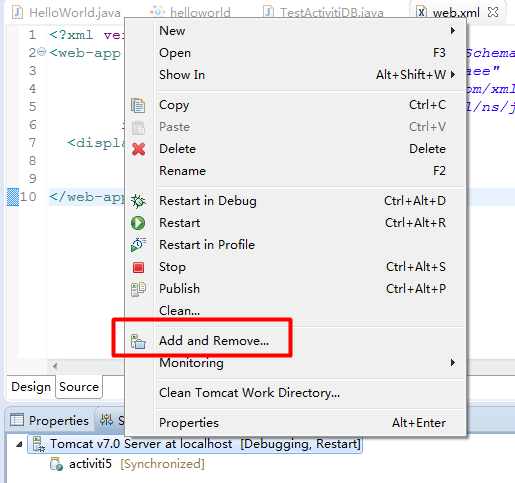 HelloWorld.java helloworld TestActivitiDB.java web.xml
1 <?xml ver
2 <web-app Schema
3 aee"
4 om/xml
5 l/ns/j
6
7 <displa
8
9
10 </web-app
New
Open F3
Show In Alt+Shift+W
Copy Ctrl+C
Paste Ctrl+V
Delete Delete
Rename F2
Restart in Debug Ctrl+Alt+D
Restart Ctrl+Alt+R
Restart in Profile
Stop Ctrl+Alt+S
Publish Ctrl+Alt+P
Clean...
Add and Remove...
Monitoring
Clean Tomcat Work Directory...
Properties Alt+Enter
Design Source
Properties S
Tomcat v7.0 Server at localhost [Debugging, Restart]
activiti5 [Synchronized]